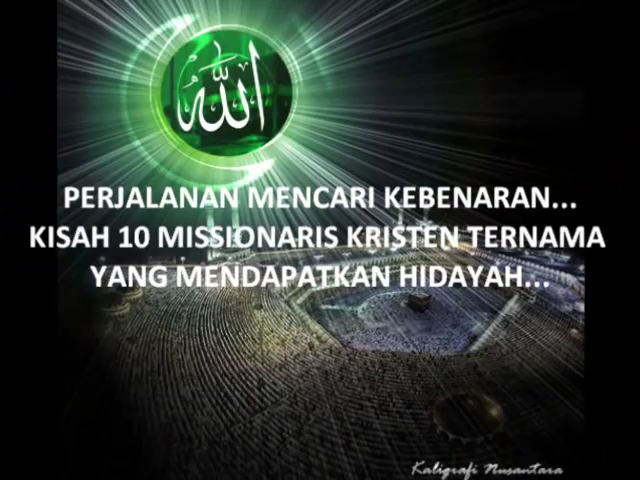 الله
PERJALANAN MENCARI KEBENARAN...
KISAH 10 MISSIONARIS KRISTEN TERNAMA
YANG MENDAPATKAN HIDAYAH...
Kaligrafi Nusantara